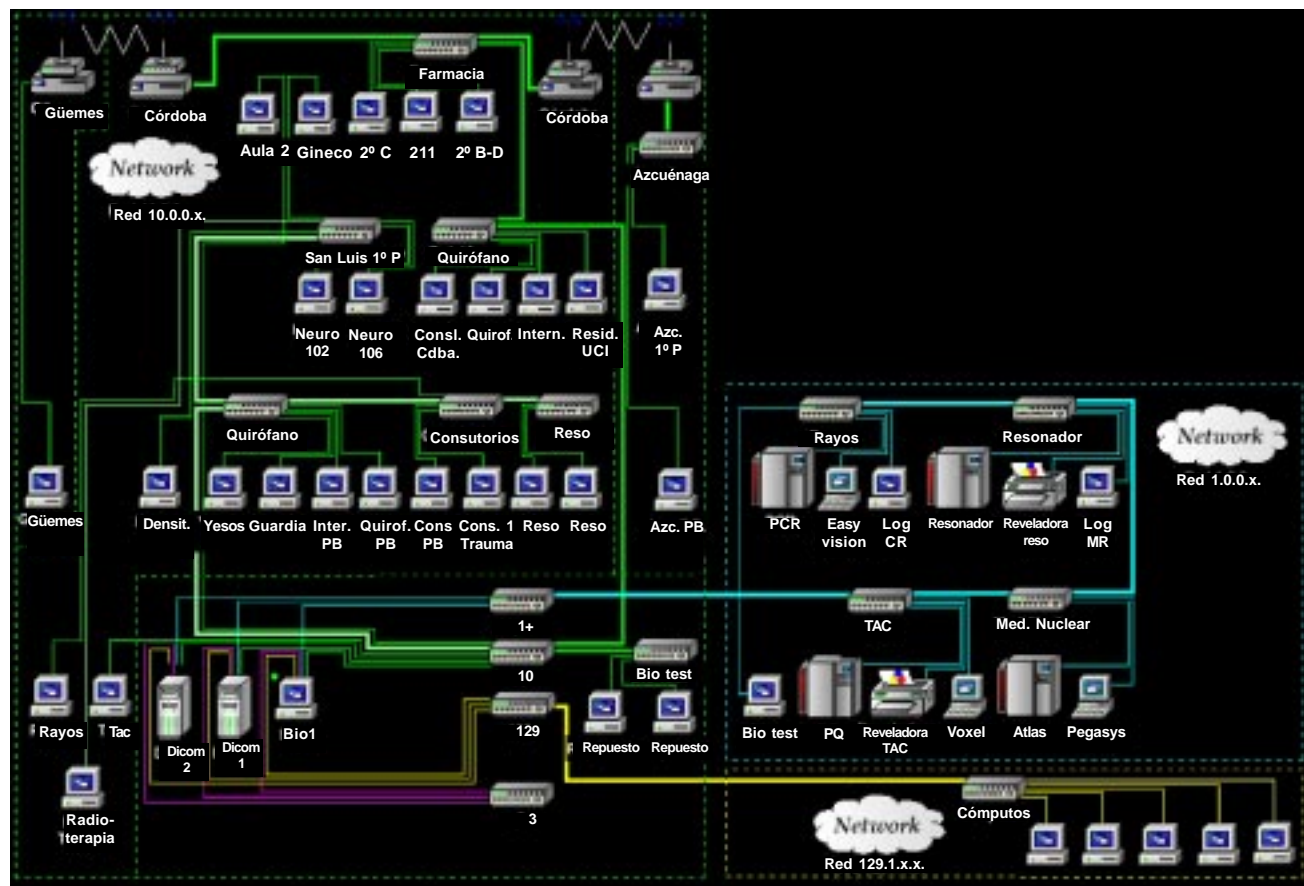 Farmacia
Güemes
Córdoba
Córdoba
Aula 2
Gineco
2º C
211
2º B-D
Azcuénaga
Network
Red 10.0.0.x.
San Luis 1º P
Quirófano
Neuro
102
Neuro
106
Consl.
Cdba.
Quirof.
Intern.
Resid.
UCI
Azc.
1º P
Quirófano
Consutorios
Reso
Güemes
Densit.
Yesos
Guardia
Inter.
PB
Quirof.
PB
Cons
PB
Cons. 1
Trauma
Reso
Reso
Azc. PB
Rayos
Resonador
Network
Red 1.0.0.x.
PCR
Easy
vision
Log
CR
Resonador
Reveladora
reso
Log
MR
1+
TAC
Med. Nuclear
10
Bio test
Rayos
Tac
Dicom
2
Dicom
1
Bio1
129
Repuesto
Repuesto
Bio test
PQ
Reveladora
TAC
Voxel
Atlas
Pegasys
Radio-
terapia
3
Cómputos
Network
Red 129.1.x.x.